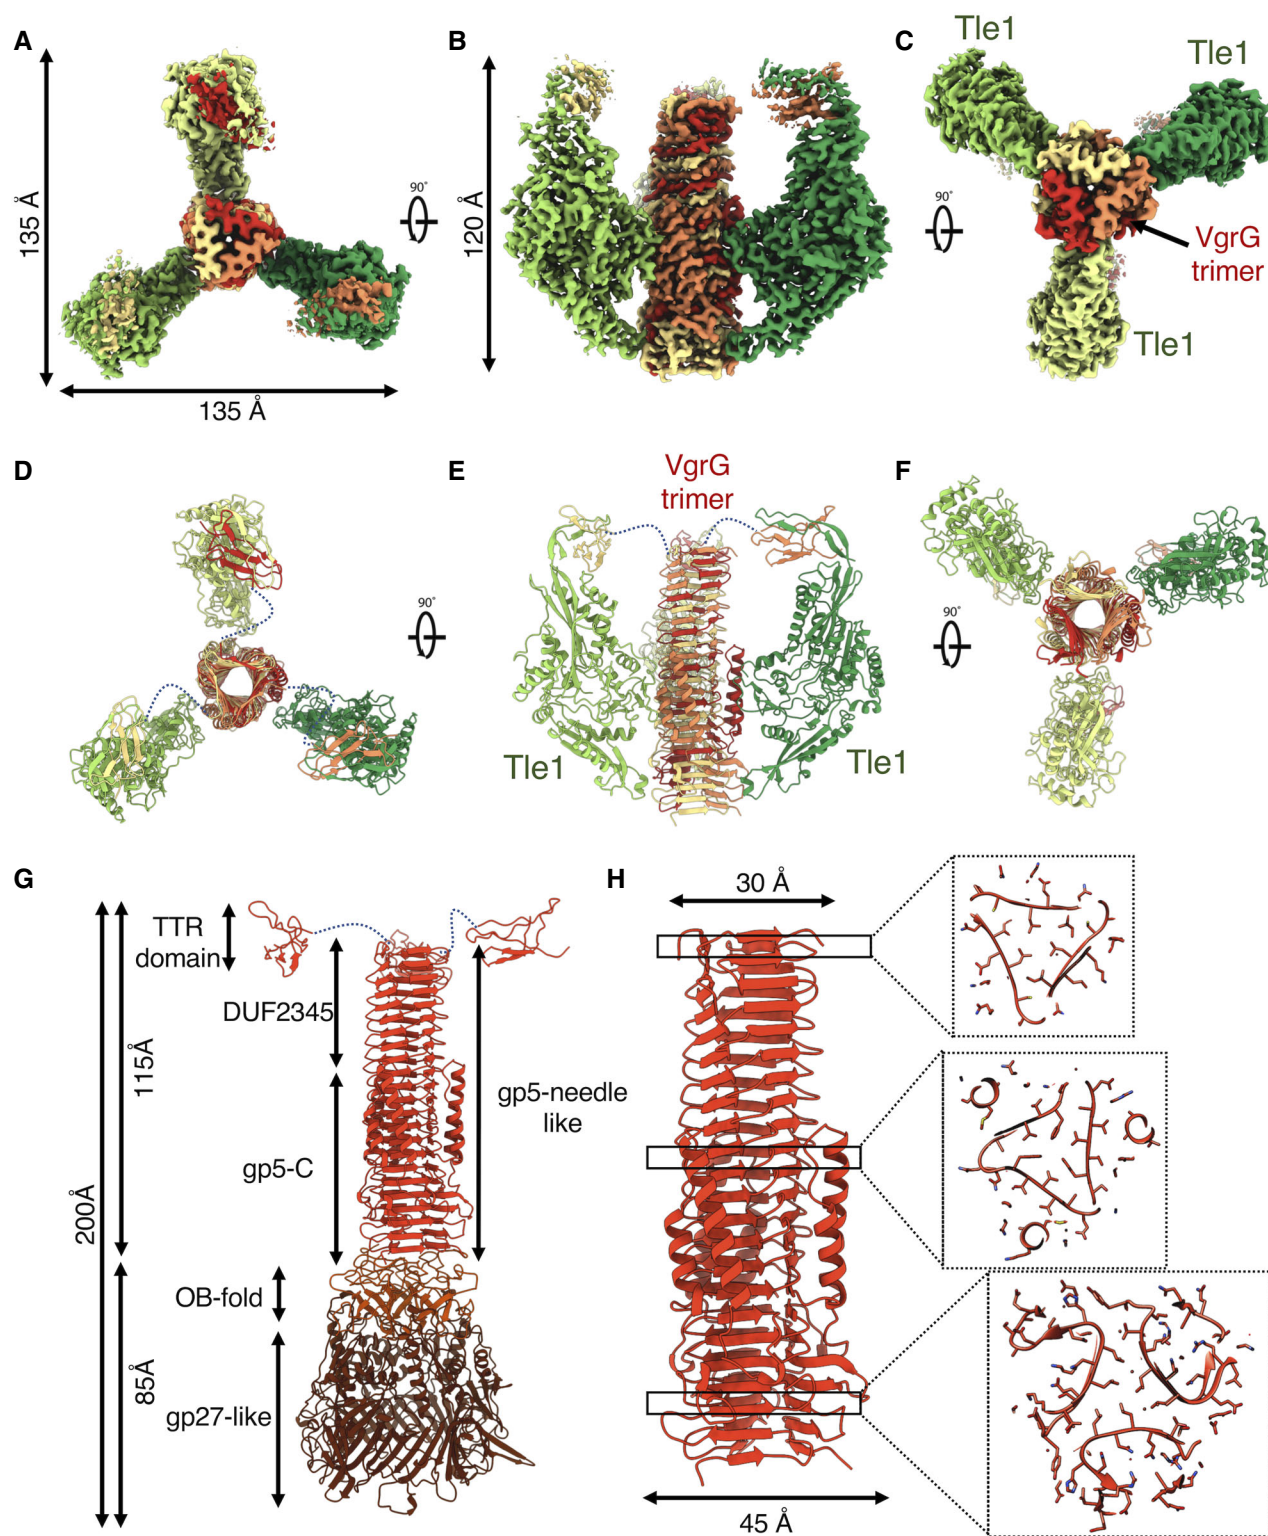 A
135 Å
135 Å
90°
B
120 Å
C
Tle1
Tle1
90°
VgrG
trimer
Tle1
D
90°
E
VgrG
trimer
Tle1
Tle1
F
90°
G
TTR
domain
DUF2345
115Å
gp5-needle
like
gp5-C
200Å
OB-fold
85Å
gp27-like
H
30 Å
45 Å